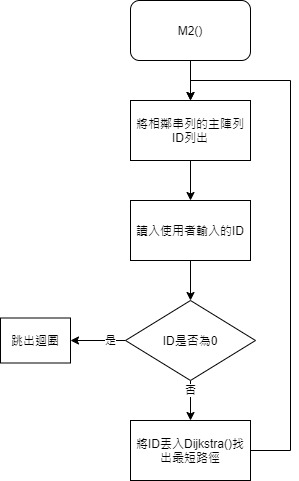 M2()
將相鄰串列的主陣列
ID列出
讀入使用者輸入的ID
ID是否為0
是
跳出迴圈
否
將ID丟入Dijkstra()找
出最短路徑